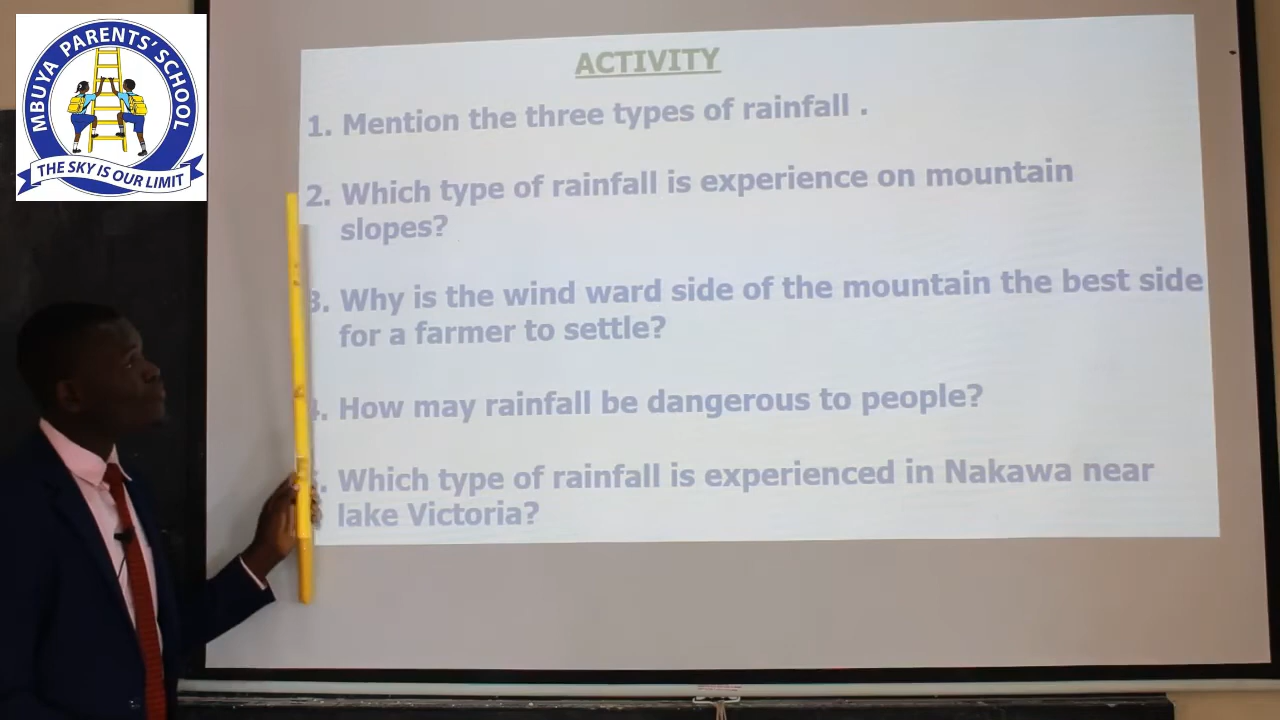 MBUYA PARENTS' SCHOOL
THE SKY IS OUR LIMIT
ACTIVITY
1. Mention the three types of rainfall .
2. Which type of rainfall is experience on mountain
slopes?
3. Why is the wind ward side of the mountain the best side
for a farmer to settle?
4. How may rainfall be dangerous to people?
5. Which type of rainfall is experienced in Nakawa near
lake Victoria?